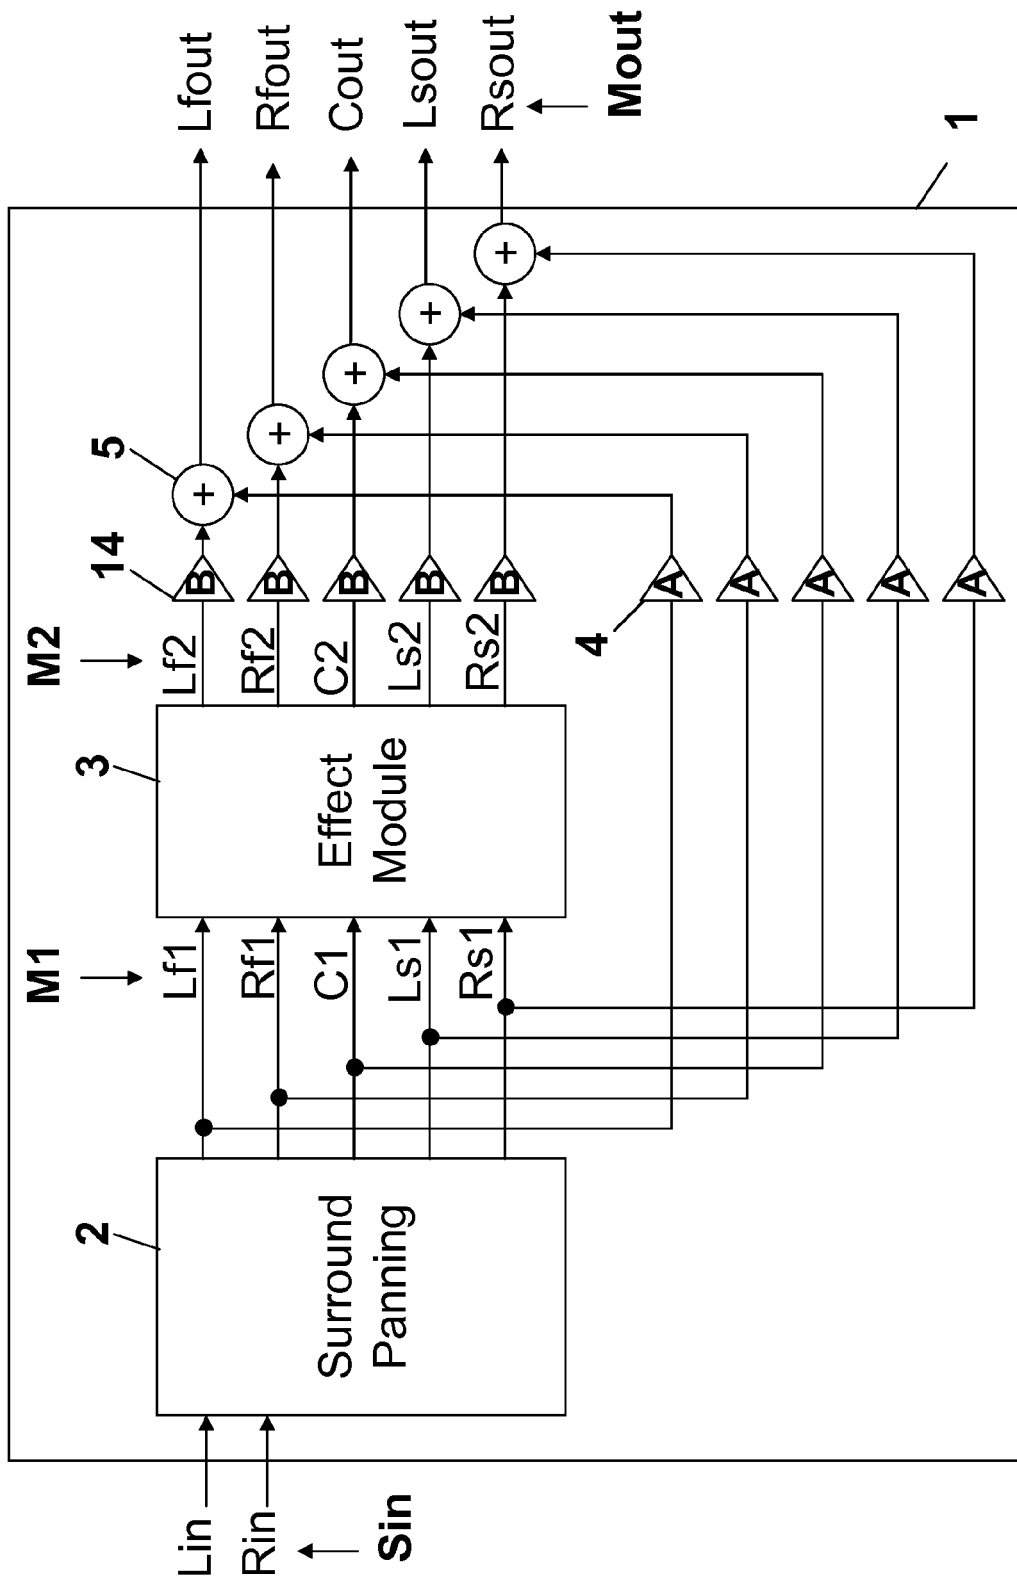 Lin
Rin
Sin
2
Surround
Panning
M1
Lf1
Rf1
C1
Ls1
Rs1
3
Effect
Module
M2
Lf2
Rf2
C2
Ls2
Rs2
14
B
B
B
B
B
4
A
A
A
A
A
5
+
+
+
+
+
Lfout
Rfout
Cout
Lsout
Rsout
Mout
1